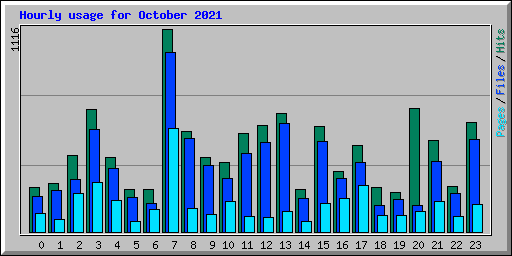 Hourly usage for October 2021
1116
Pages/Files/Hits
0 1 2 3 4 5 6 7 8 9 10 11 12 13 14 15 16 17 18 19 20 21 22 23